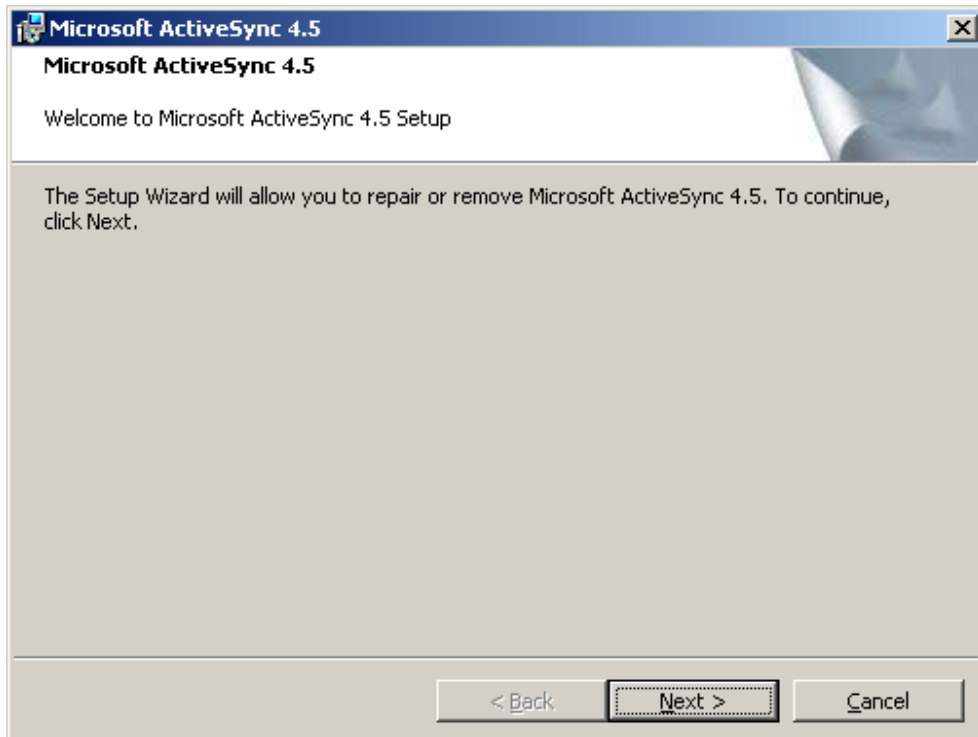 Microsoft ActiveSync 4.5
Microsoft ActiveSync 4.5
Welcome to Microsoft ActiveSync 4.5 Setup
The Setup Wizard will allow you to repair or remove Microsoft ActiveSync 4.5. To continue,
click Next.
< Back
Next >
Cancel